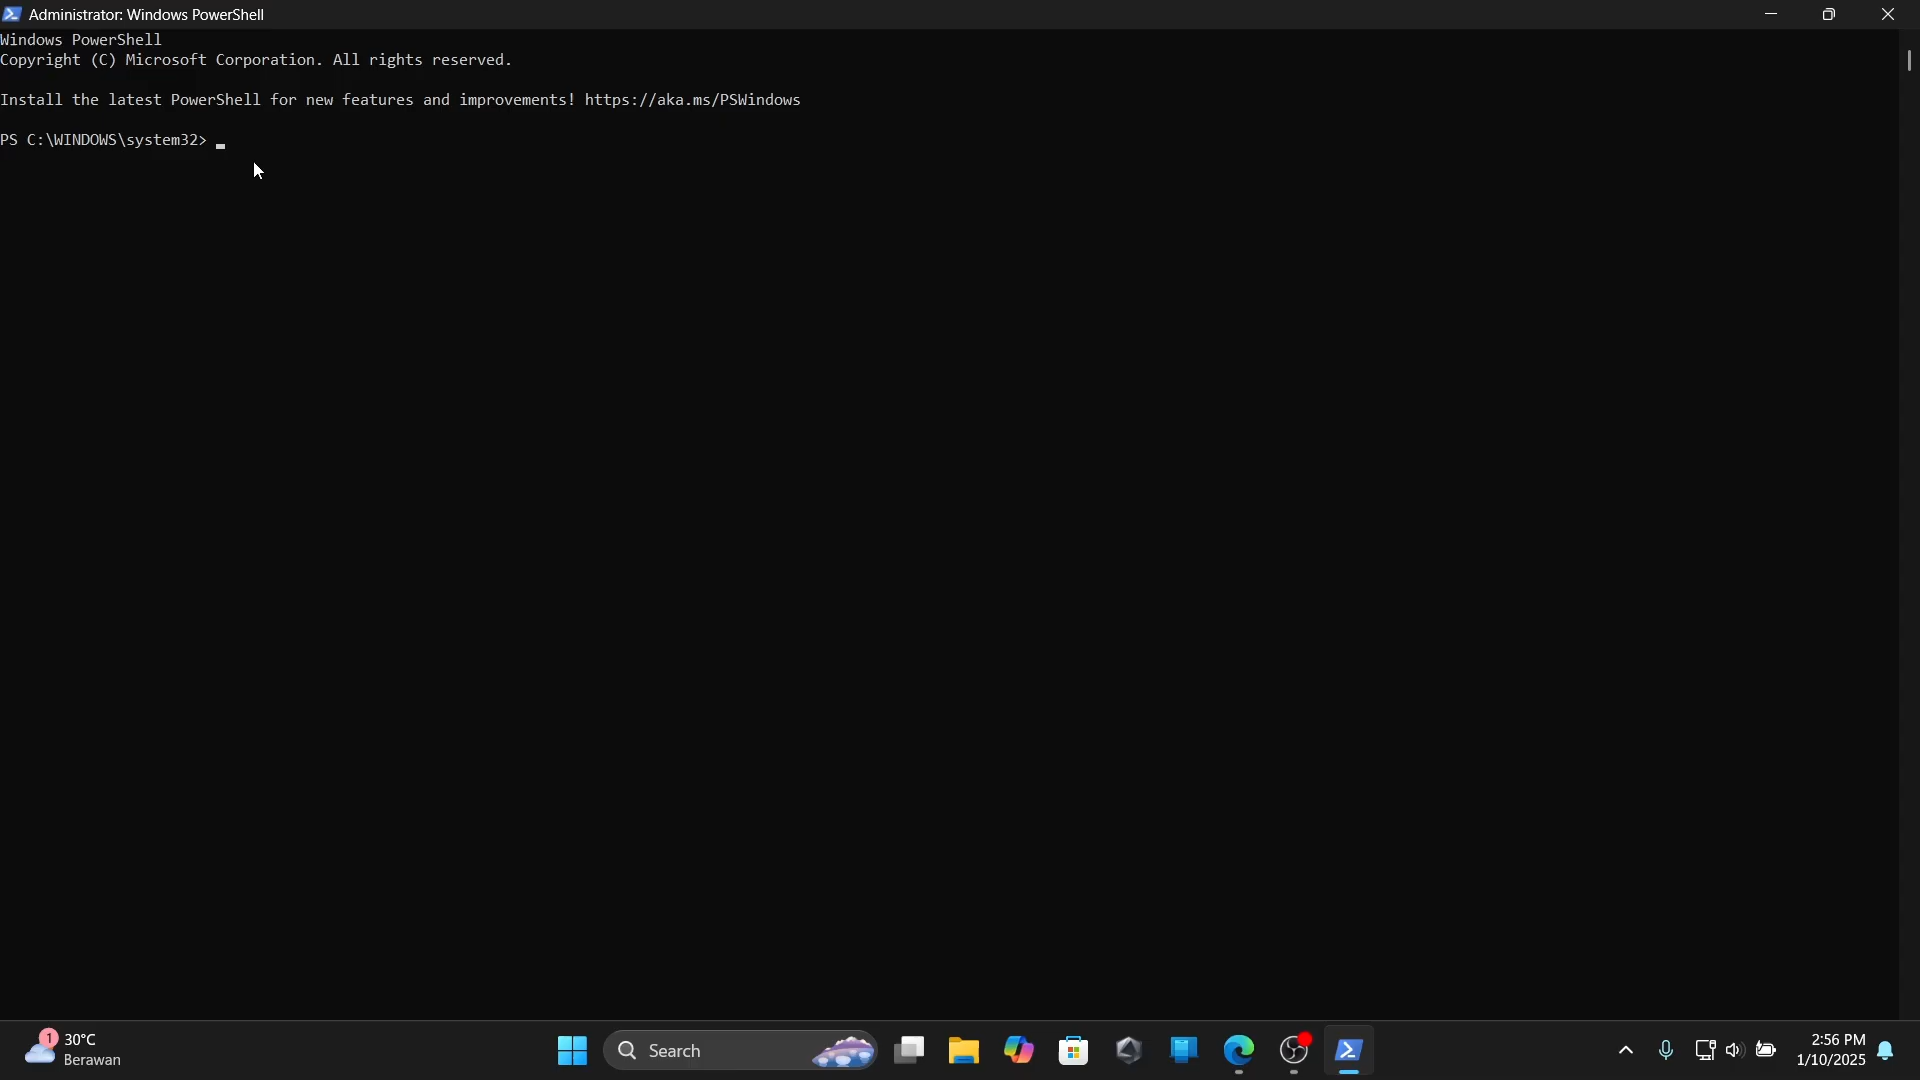 Administrator: Windows PowerShell
Windows PowerShell
Copyright (C) Microsoft Corporation. All rights reserved.
Install the latest PowerShell for new features and improvements! https://aka.ms/PSWindows
PS C:\WINDOWS\system32>
1
30°C
Berawan
Search
2:56 PM
1/10/2025